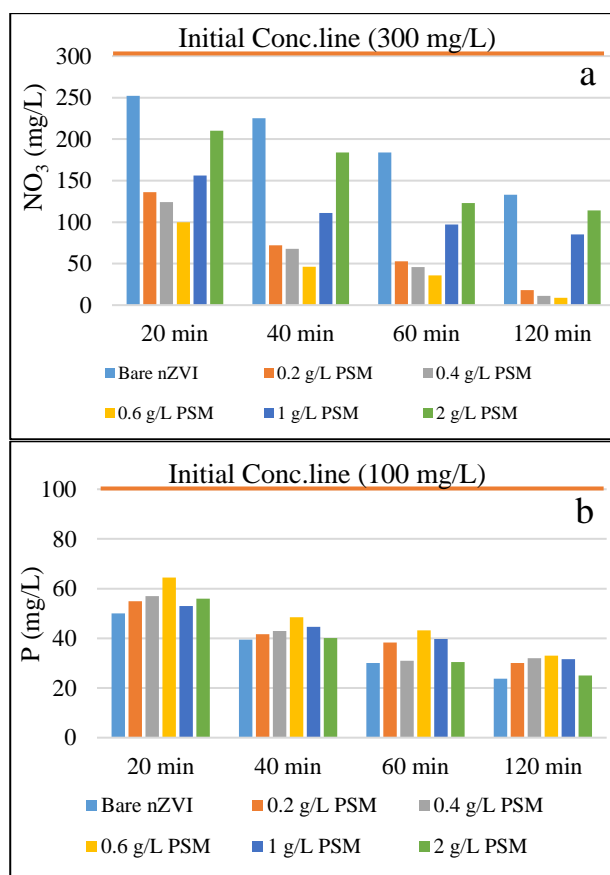 Initial Conc.line (300 mg/L)
a
NO₃ (mg/L)
300
250
200
150
100
50
0
20 min 40 min 60 min 120 min
Bare nZVI 0.2 g/L PSM 0.4 g/L PSM
0.6 g/L PSM 1 g/L PSM 2 g/L PSM
Initial Conc.line (100 mg/L)
b
P (mg/L)
100
80
60
40
20
0
20 min 40 min 60 min 120 min
Bare nZVI 0.2 g/L PSM 0.4 g/L PSM
0.6 g/L PSM 1 g/L PSM 2 g/L PSM